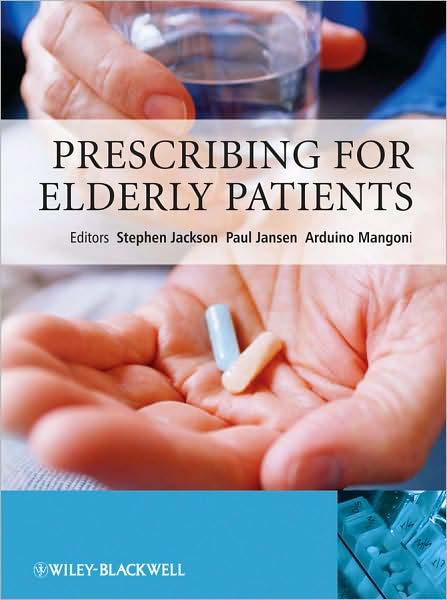 PRESCRIBING FOR
ELDERLY PATIENTS
Editors Stephen Jackson Paul Jansen Arduino Mangoni
WILEY-BLACKWELL